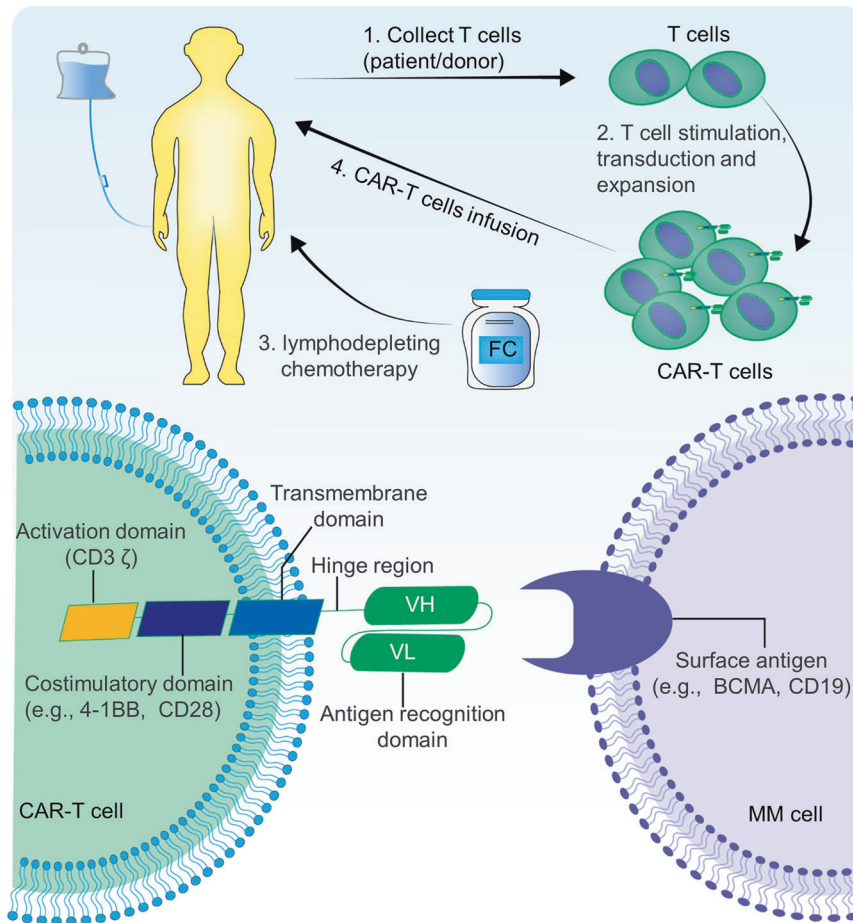 1. Collect T cells
(patient/donor)
T cells
2. T cell stimulation,
transduction and
expansion
4. CAR-T cells infusion
3. lymphodepleting
chemotherapy
FC
CAR-T cells
Transmembrane
domain
Activation domain
(CD3 ζ)
Hinge region
VH
VL
Costimulatory domain
(e.g., 4-1BB, CD28)
Antigen recognition
domain
Surface antigen
(e.g., BCMA, CD19)
CAR-T cell
MM cell